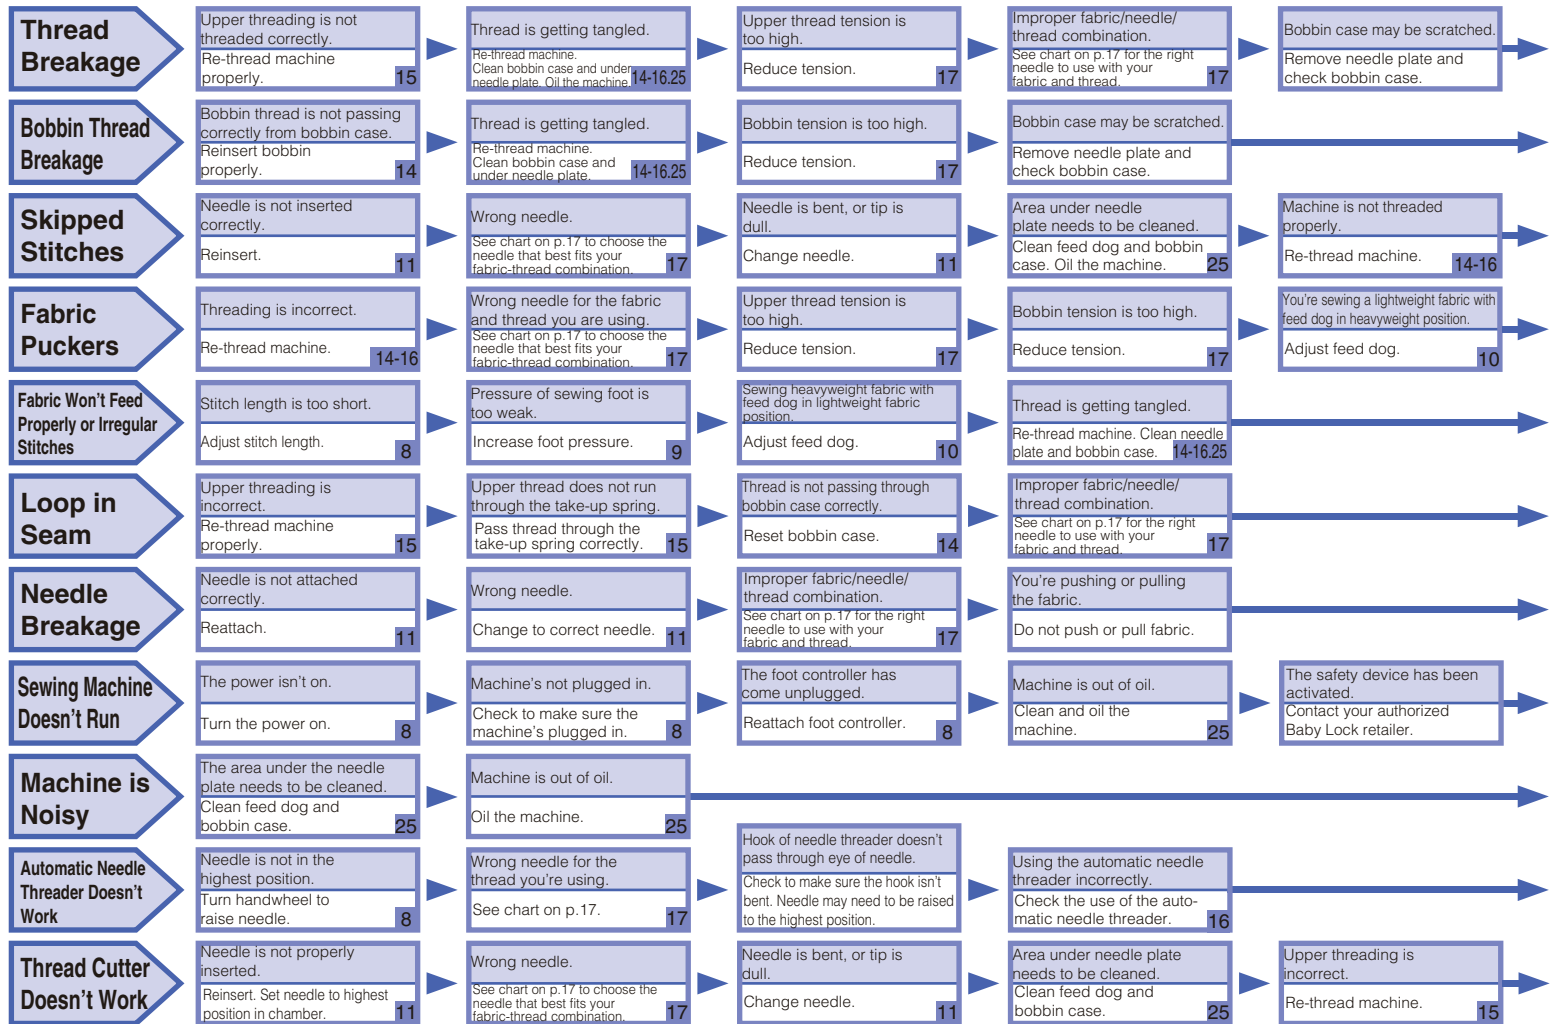 Thread
Breakage
Upper threading is not
threaded correctly.
Re-thread machine
properly.
15
Thread is getting tangled.
Re-thread machine.
Clean bobbin case and under
needle plate. Oil the machine.
14-16.25
Upper thread tension is
too high.
Reduce tension.
17
Improper fabric/needle/
thread combination.
See chart on p.17 for the right
needle to use with your
fabric and thread.
17
Bobbin case may be scratched.
Remove needle plate and
check bobbin case.
Bobbin Thread
Breakage
Bobbin thread is not passing
correctly from bobbin case.
Reinsert bobbin
properly.
14
Thread is getting tangled.
Re-thread machine.
Clean bobbin case and
under needle plate.
14-16.25
Bobbin tension is too high.
Reduce tension.
17
Bobbin case may be scratched.
Remove needle plate and
check bobbin case.
Skipped
Stitches
Needle is not inserted
correctly.
Reinsert.
11
Wrong needle.
See chart on p.17 to choose the
needle that best fits your
fabric-thread combination.
17
Needle is bent, or tip is
dull.
Change needle.
11
Area under needle
plate needs to be cleaned.
Clean feed dog and bobbin
case. Oil the machine.
25
Machine is not threaded
properly.
Re-thread machine.
14-16
Fabric
Puckers
Threading is incorrect.
Re-thread machine.
14-16
Wrong needle for the fabric
and thread you are using.
See chart on p.17 to choose the
needle that best fits your
fabric-thread combination.
17
Upper thread tension is
too high.
Reduce tension.
17
Bobbin tension is too high.
Reduce tension.
17
You're sewing a lightweight fabric with
feed dog in heavyweight position.
Adjust feed dog.
10
Fabric Won't Feed
Properly or Irregular
Stitches
Stitch length is too short.
Adjust stitch length.
8
Pressure of sewing foot is
too weak.
Increase foot pressure.
9
Sewing heavyweight fabric with
feed dog in lightweight fabric
position.
Adjust feed dog.
10
Thread is getting tangled.
Re-thread machine. Clean needle
plate and bobbin case.
14-16.25
Loop in
Seam
Upper threading is
incorrect.
Re-thread machine
properly.
15
Upper thread does not run
through the take-up spring.
Pass thread through the
take-up spring correctly.
15
Thread is not passing through
bobbin case correctly.
Reset bobbin case.
14
Improper fabric/needle/
thread combination.
See chart on p.17 for the right
needle to use with your
fabric and thread.
17
Needle
Breakage
Needle is not attached
correctly.
Reattach.
11
Wrong needle.
Change to correct needle.
11
Improper fabric/needle/
thread combination.
See chart on p.17 for the right
needle to use with your
fabric and thread.
17
You're pushing or pulling
the fabric.
Do not push or pull fabric.
Sewing Machine
Doesn't Run
The power isn't on.
Turn the power on.
8
Machine's not plugged in.
Check to make sure the
machine's plugged in.
8
The foot controller has
come unplugged.
Reattach foot controller.
8
Machine is out of oil.
Clean and oil the
machine.
25
The safety device has been
activated.
Contact your authorized
Baby Lock retailer.
Machine is
Noisy
The area under the needle
plate needs to be cleaned.
Clean feed dog and
bobbin case.
25
Machine is out of oil.
Oil the machine.
25
Automatic Needle
Threader Doesn't
Work
Needle is not in the
highest position.
Turn handwheel to
raise needle.
8
Wrong needle for the
thread you're using.
See chart on p.17.
17
Hook of needle threader doesn't
pass through eye of needle.
Check to make sure the hook isn't
bent. Needle may need to be raised
to the highest position.
Using the automatic needle
threader incorrectly.
Check the use of the auto-
matic needle threader.
16
Thread Cutter
Doesn't Work
Needle is not properly
inserted.
Reinsert. Set needle to highest
position in chamber.
11
Wrong needle.
See chart on p.17 to choose the
needle that best fits your
fabric-thread combination.
17
Needle is bent, or tip is
dull.
Change needle.
11
Area under needle plate
needs to be cleaned.
Clean feed dog and
bobbin case.
25
Upper threading is
incorrect.
Re-thread machine.
15